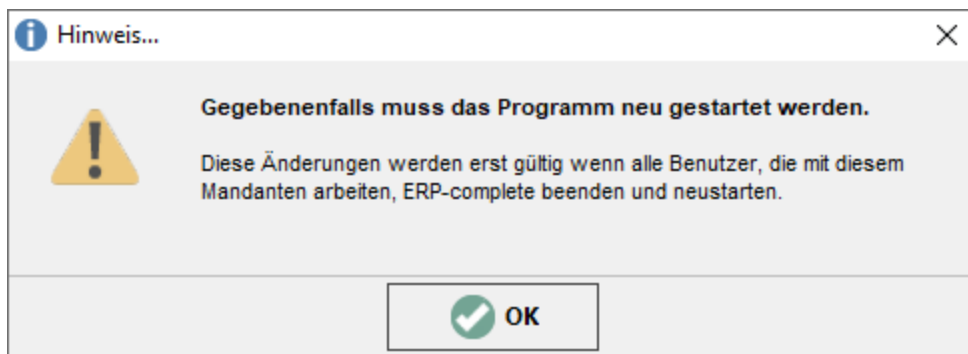 Hinweis...
Gegebenenfalls muss das Programm neu gestartet werden.
Diese Änderungen werden erst gültig wenn alle Benutzer, die mit diesem
Mandanten arbeiten, ERP-complete beenden und neustarten.
OK